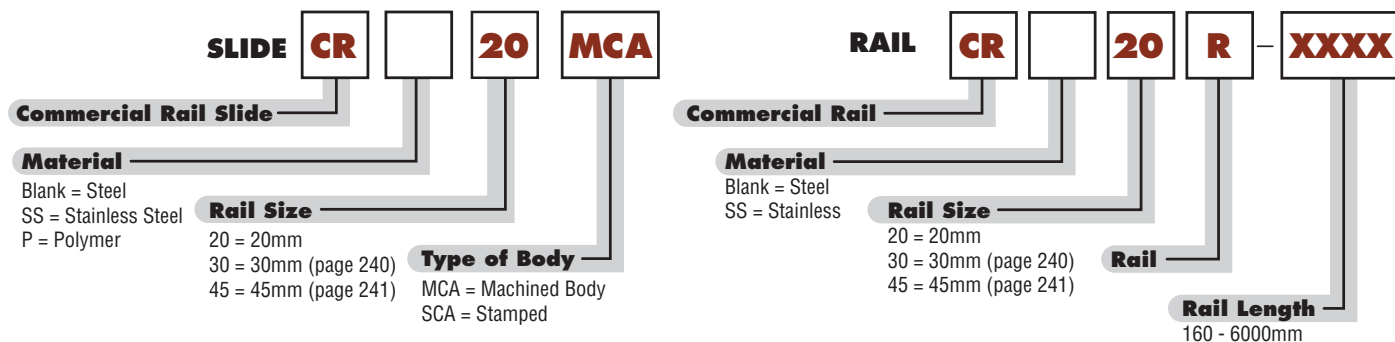 SLIDE CR 20 MCA
Commercial Rail Slide
Material
Blank = Steel
SS = Stainless Steel
P = Polymer
Rail Size
20 = 20mm
30 = 30mm (page 240)
45 = 45mm (page 241)
Type of Body
MCA = Machined Body
SCA = Stamped
RAIL CR 20 R – XXXX
Commercial Rail
Material
Blank = Steel
SS = Stainless
Rail Size
20 = 20mm
30 = 30mm (page 240)
45 = 45mm (page 241)
Rail
Rail Length
160 - 6000mm